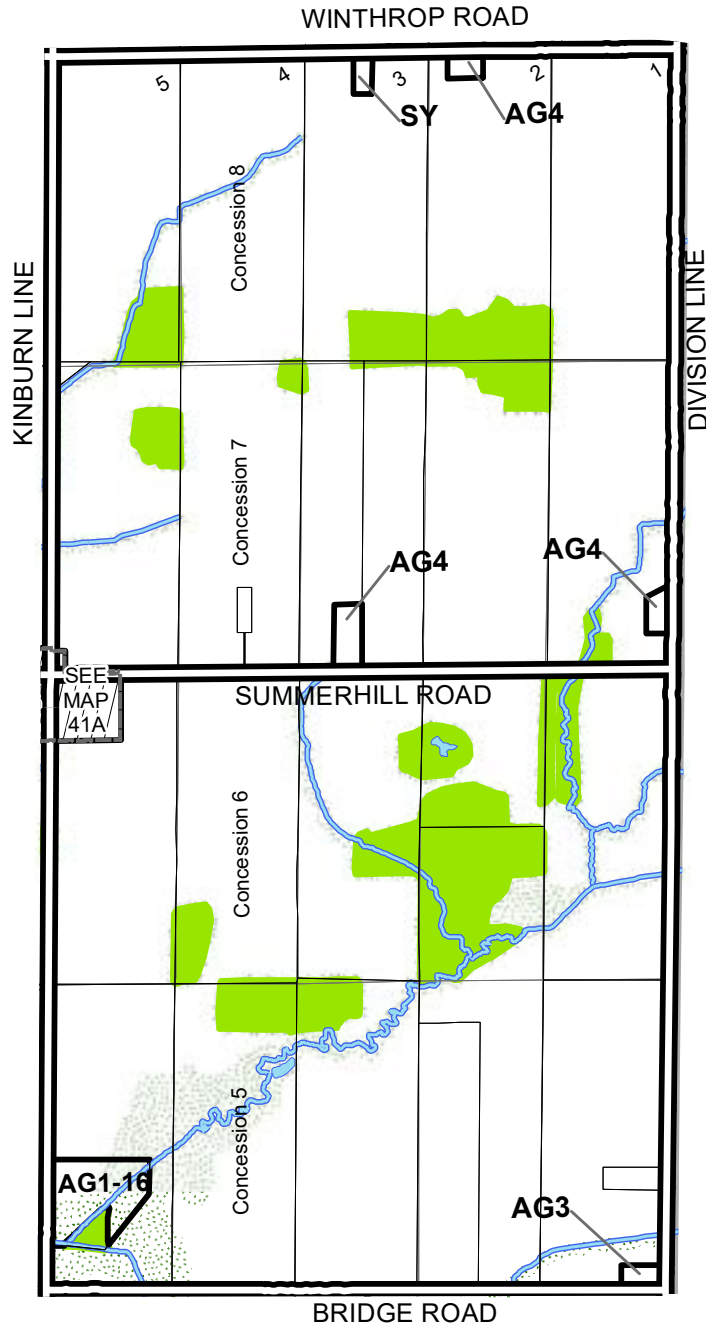 WINTHROP ROAD
5
4
3
2
1
SY
AG4
Concession 8
KINBURN LINE
DIVISION LINE
Concession 7
AG4
AG4
SEE
MAP
41A
SUMMERHILL ROAD
Concession 6
Concession 5
AG1-16
AG3
BRIDGE ROAD